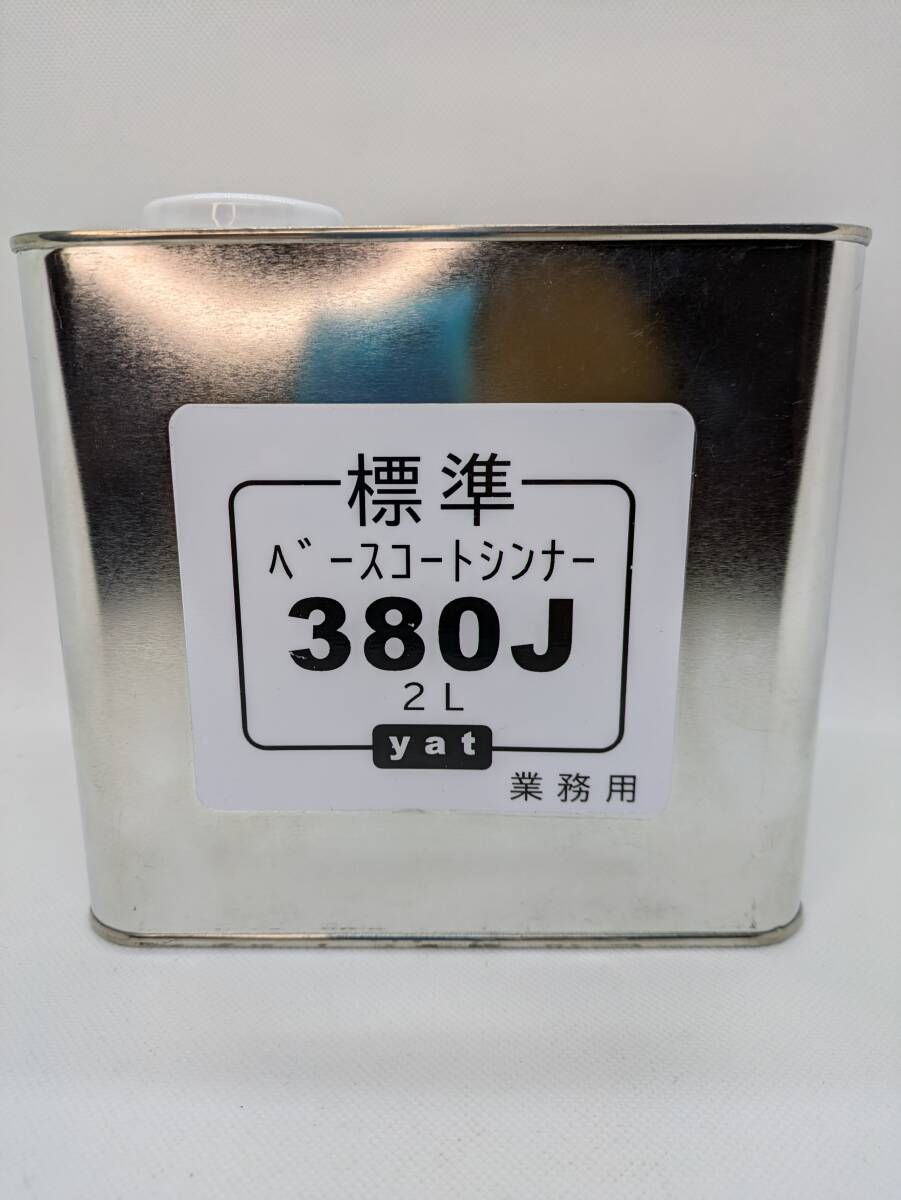 標準
ﾍﾞｰｽｺｰﾄｼﾝﾅｰ
380J
２Ｌ
yat
業務用